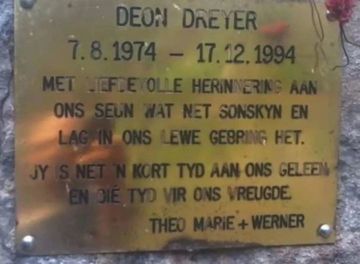 DEON DREYER
7.8.1974 – 17.12.1994
MET LIEFDEVOLLE HERINNERING AAN
ONS SEUN WAT NET SONSKYN EN
LAG IN ONS LEWE GEBRING HET.
JY IS NET 'N KORT TYD AAN ONS GELEEN
EN DIÉ TYD VIR ONS VREUGDE.
THEO MARIE + WERNER